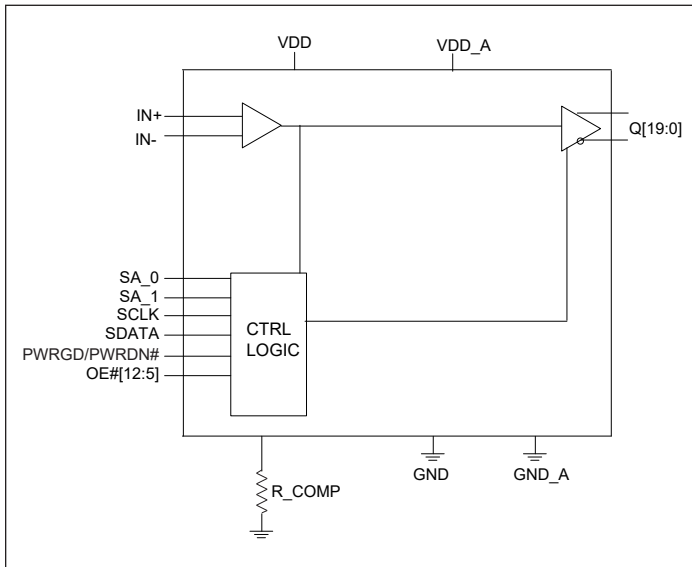 VDD
VDD_A
IN+
IN-
Q[19:0]
SA_0
SA_1
SCLK
SDATA
PWRGD/PWRDN#
OE#[12:5]
CTRL
LOGIC
R_COMP
GND
GND_A